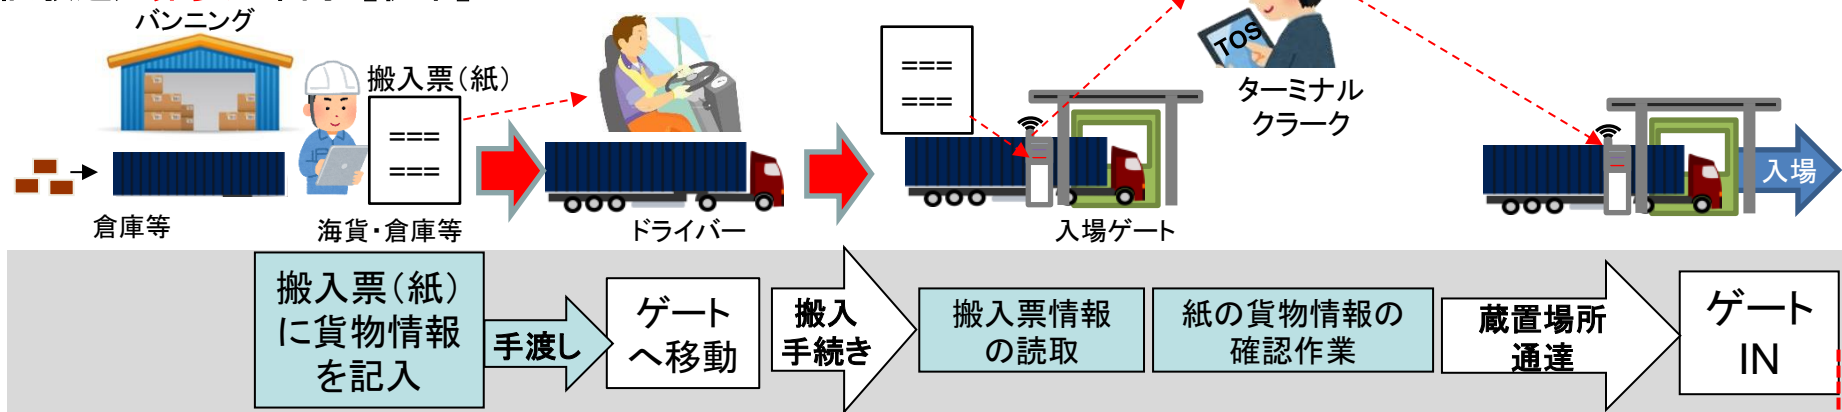 バンニング
搬入票（紙）
===
===
===
===
TOS
ターミナル
クラーク
入場
倉庫等
海貨・倉庫等
ドライバー
入場ゲート
搬入票（紙）
に貨物情報
を記入
手渡し
ゲート
へ移動
搬入
手続き
搬入票情報
の読取
紙の貨物情報の
確認作業
蔵置場所
通達
ゲート
IN